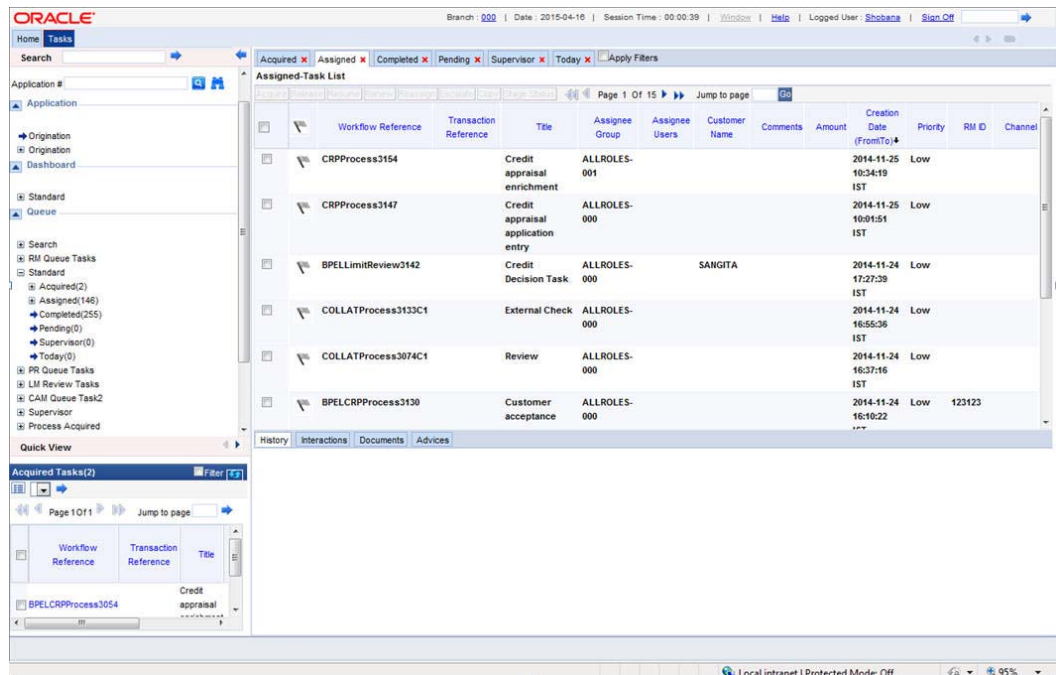 ORACLE
Branch : 000 | Date : 2015-04-16 | Session Time : 00:00:39 | Window | Help | Logged User : Shobana | Sign Off
Home Tasks
Search
Application #
Application
Origination
Origination
Dashboard
Standard
Queue
Search
RM Queue Tasks
Standard
Acquired(2)
Assigned(146)
Completed(255)
Pending(0)
Supervisor(0)
Today(0)
PR Queue Tasks
LM Review Tasks
CAM Queue Task2
Supervisor
Process Acquired
Quick View
Acquired Tasks(2) Filter
Page 1 Of 1 Jump to page
Workflow Reference Transaction Reference Title
BPELCRPProcess3054 Credit appraisal
Acquired Assigned Completed Pending Supervisor Today Apply Filters
Assigned-Task List
Page 1 Of 15 Jump to page Go
Workflow Reference Transaction Reference Title Assignee Group Assignee Users Customer Name Comments Amount Creation Date (From\To) Priority RM ID Channel
CRPProcess3154 Credit appraisal enrichment ALLROLES-001 2014-11-25 10:34:19 IST Low
CRPProcess3147 Credit appraisal application entry ALLROLES-000 2014-11-25 10:01:51 IST Low
BPELLimitReview3142 Credit Decision Task ALLROLES-000 SANGITA 2014-11-24 17:27:39 IST Low
COLLATProcess3133C1 External Check ALLROLES-000 2014-11-24 16:55:36 IST Low
COLLATProcess3074C1 Review ALLROLES-000 2014-11-24 16:37:16 IST Low
BPELCRPProcess3130 Customer acceptance ALLROLES-000 2014-11-24 16:10:22 Low 123123
History Interactions Documents Advices
Local intranet | Protected Mode: Off 95%